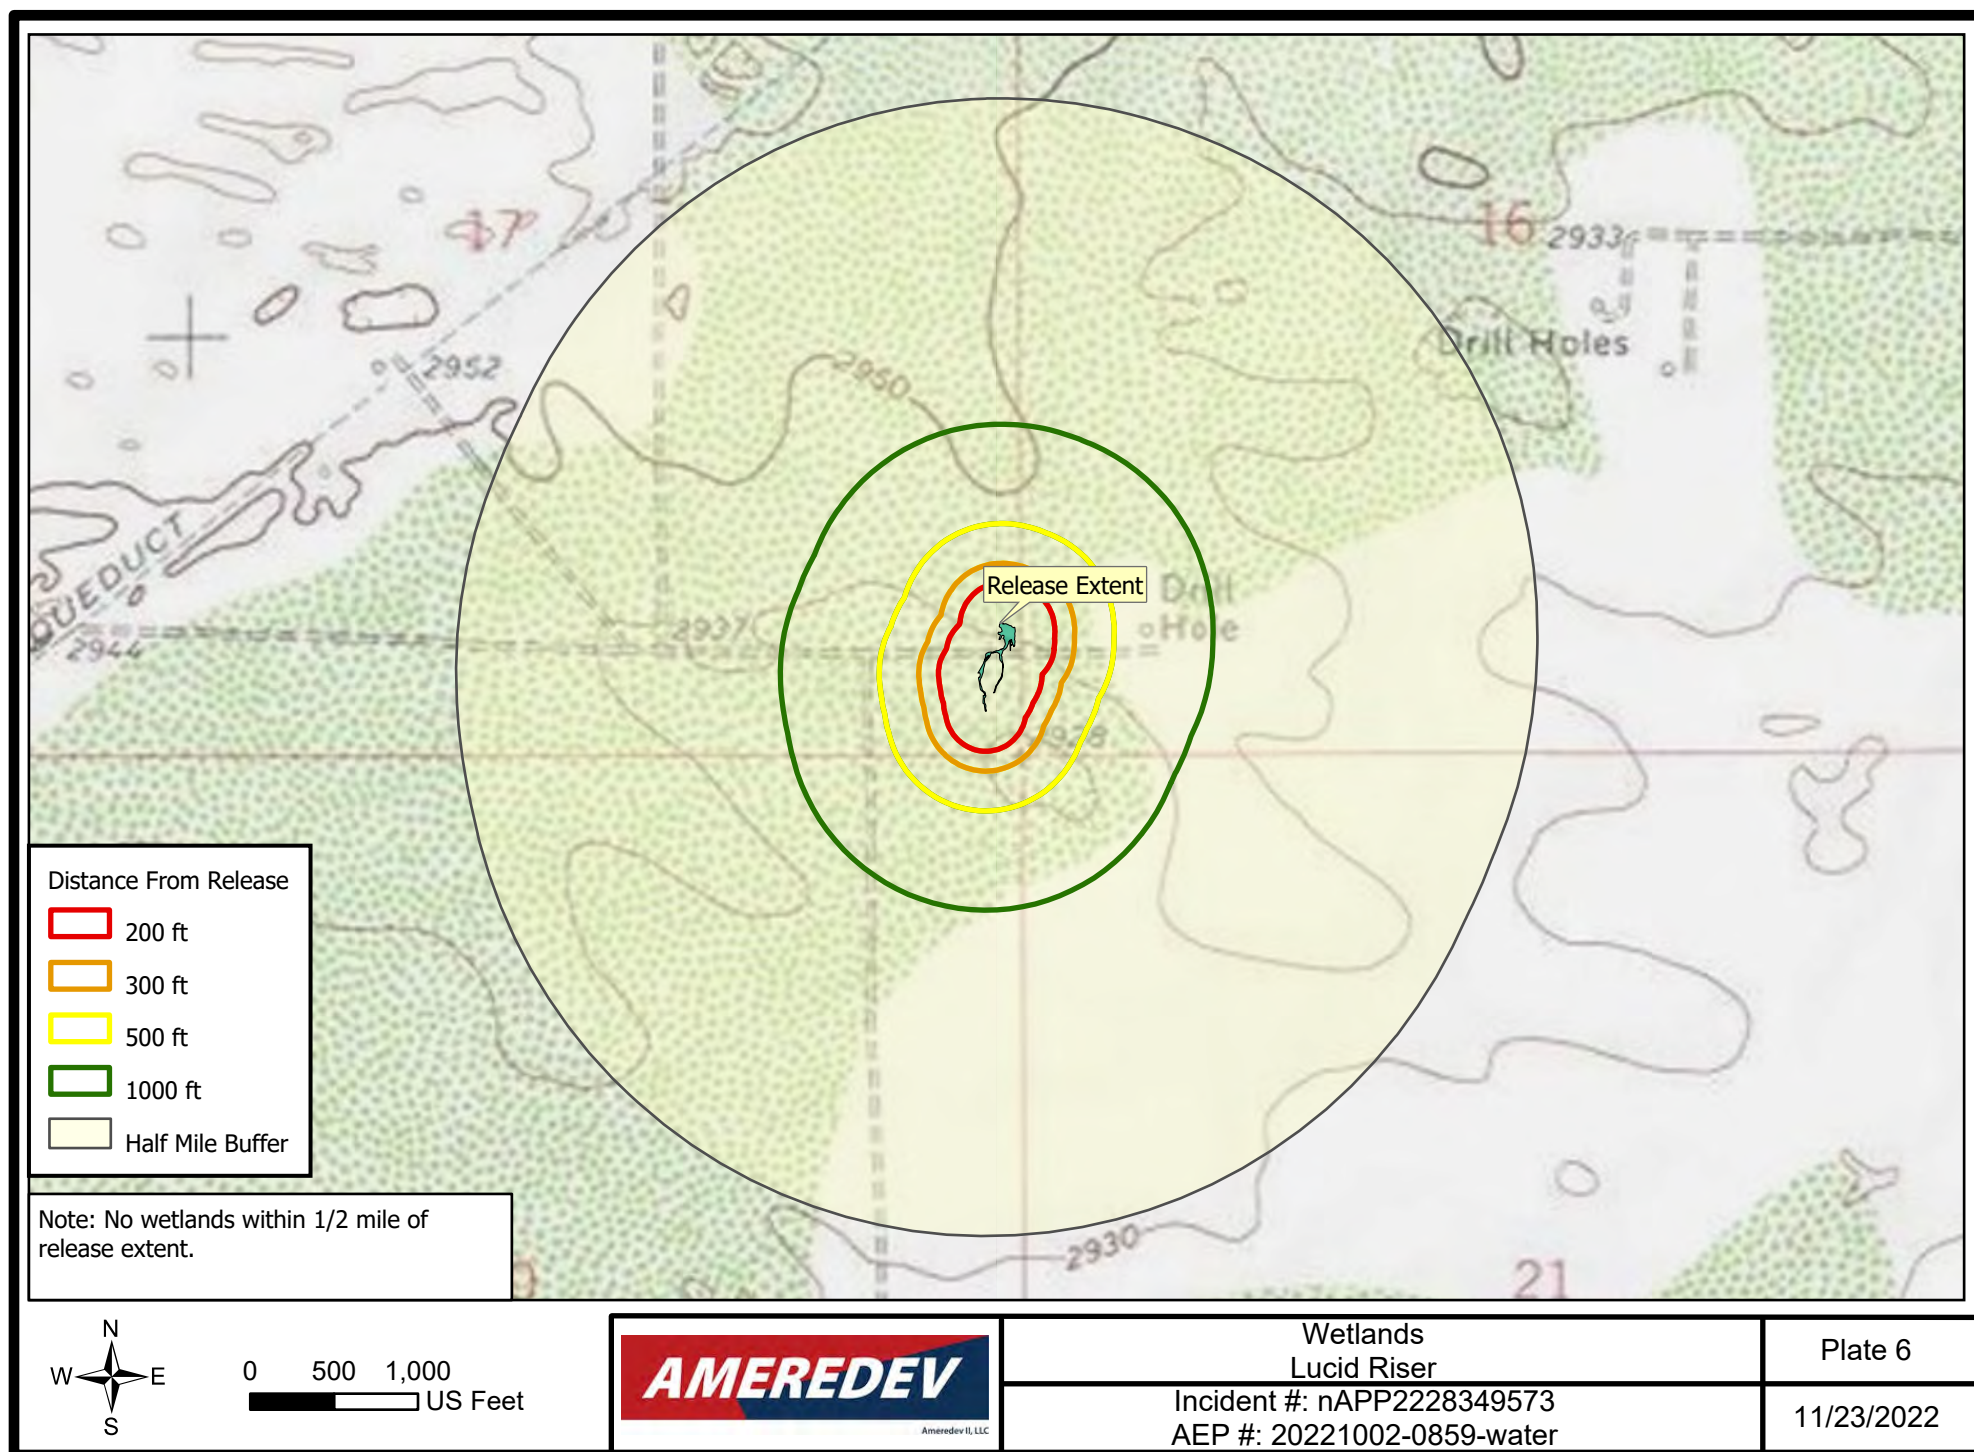 17
16
2933
Drill Holes
2952
2950
QUEDUCT
2944
2937
Release Extent
Drill
Hole
2928
Distance From Release
200 ft
300 ft
500 ft
1000 ft
Half Mile Buffer
Note: No wetlands within 1/2 mile of
release extent.
2930
21
N
W E
S
0 500 1,000
US Feet
AMEREDEV
Ameredev II, LLC
Wetlands
Lucid Riser
Incident #: nAPP2228349573
AEP #: 20221002-0859-water
Plate 6
11/23/2022